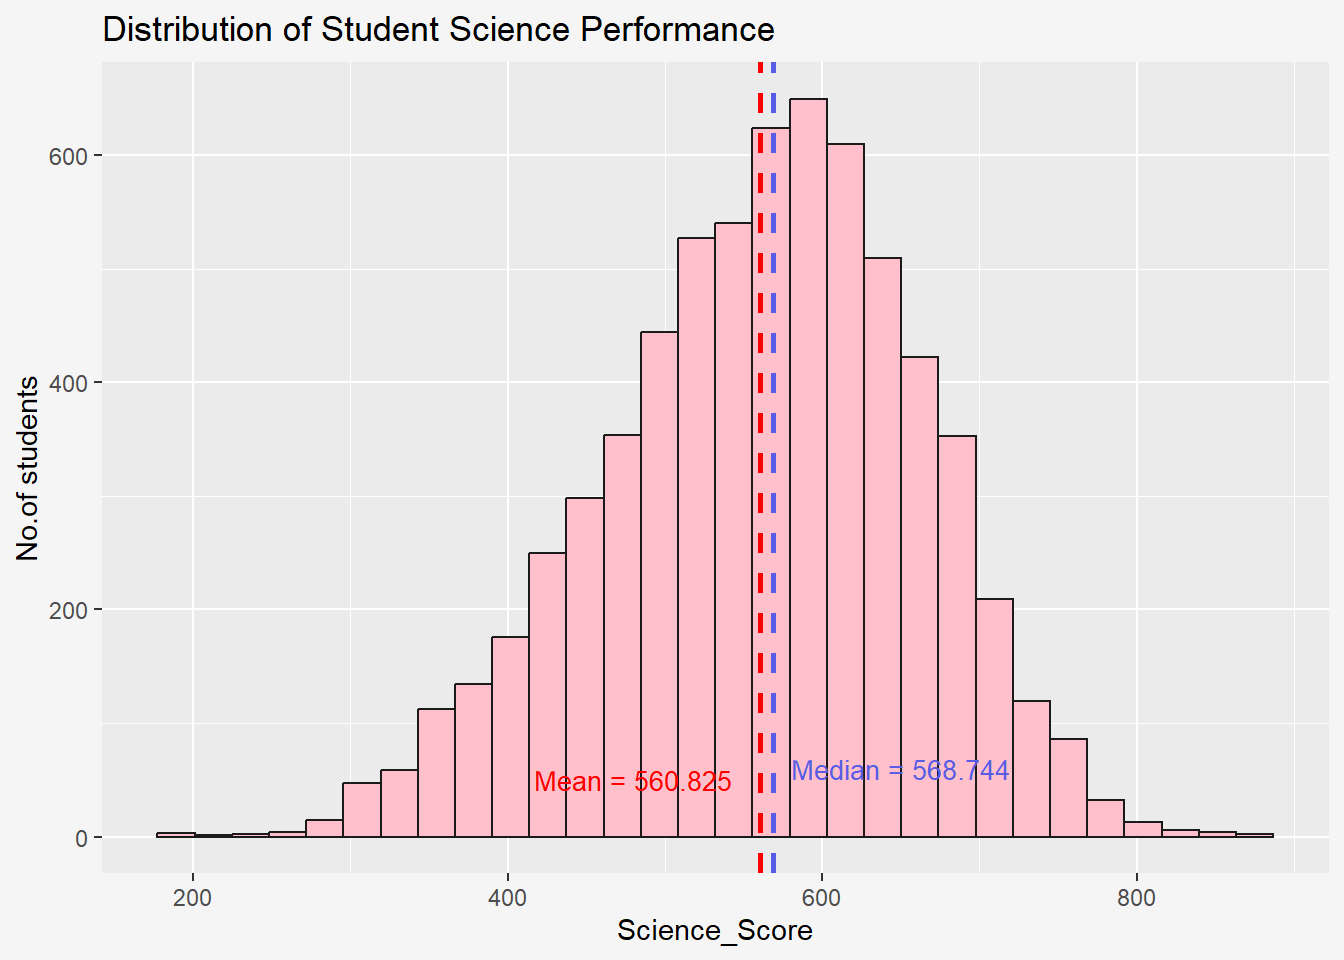 Distribution of Student Science Performance
600
400
200
0
No.of students
Mean = 560.825
Median = 568.744
200 400 600 800
Science_Score